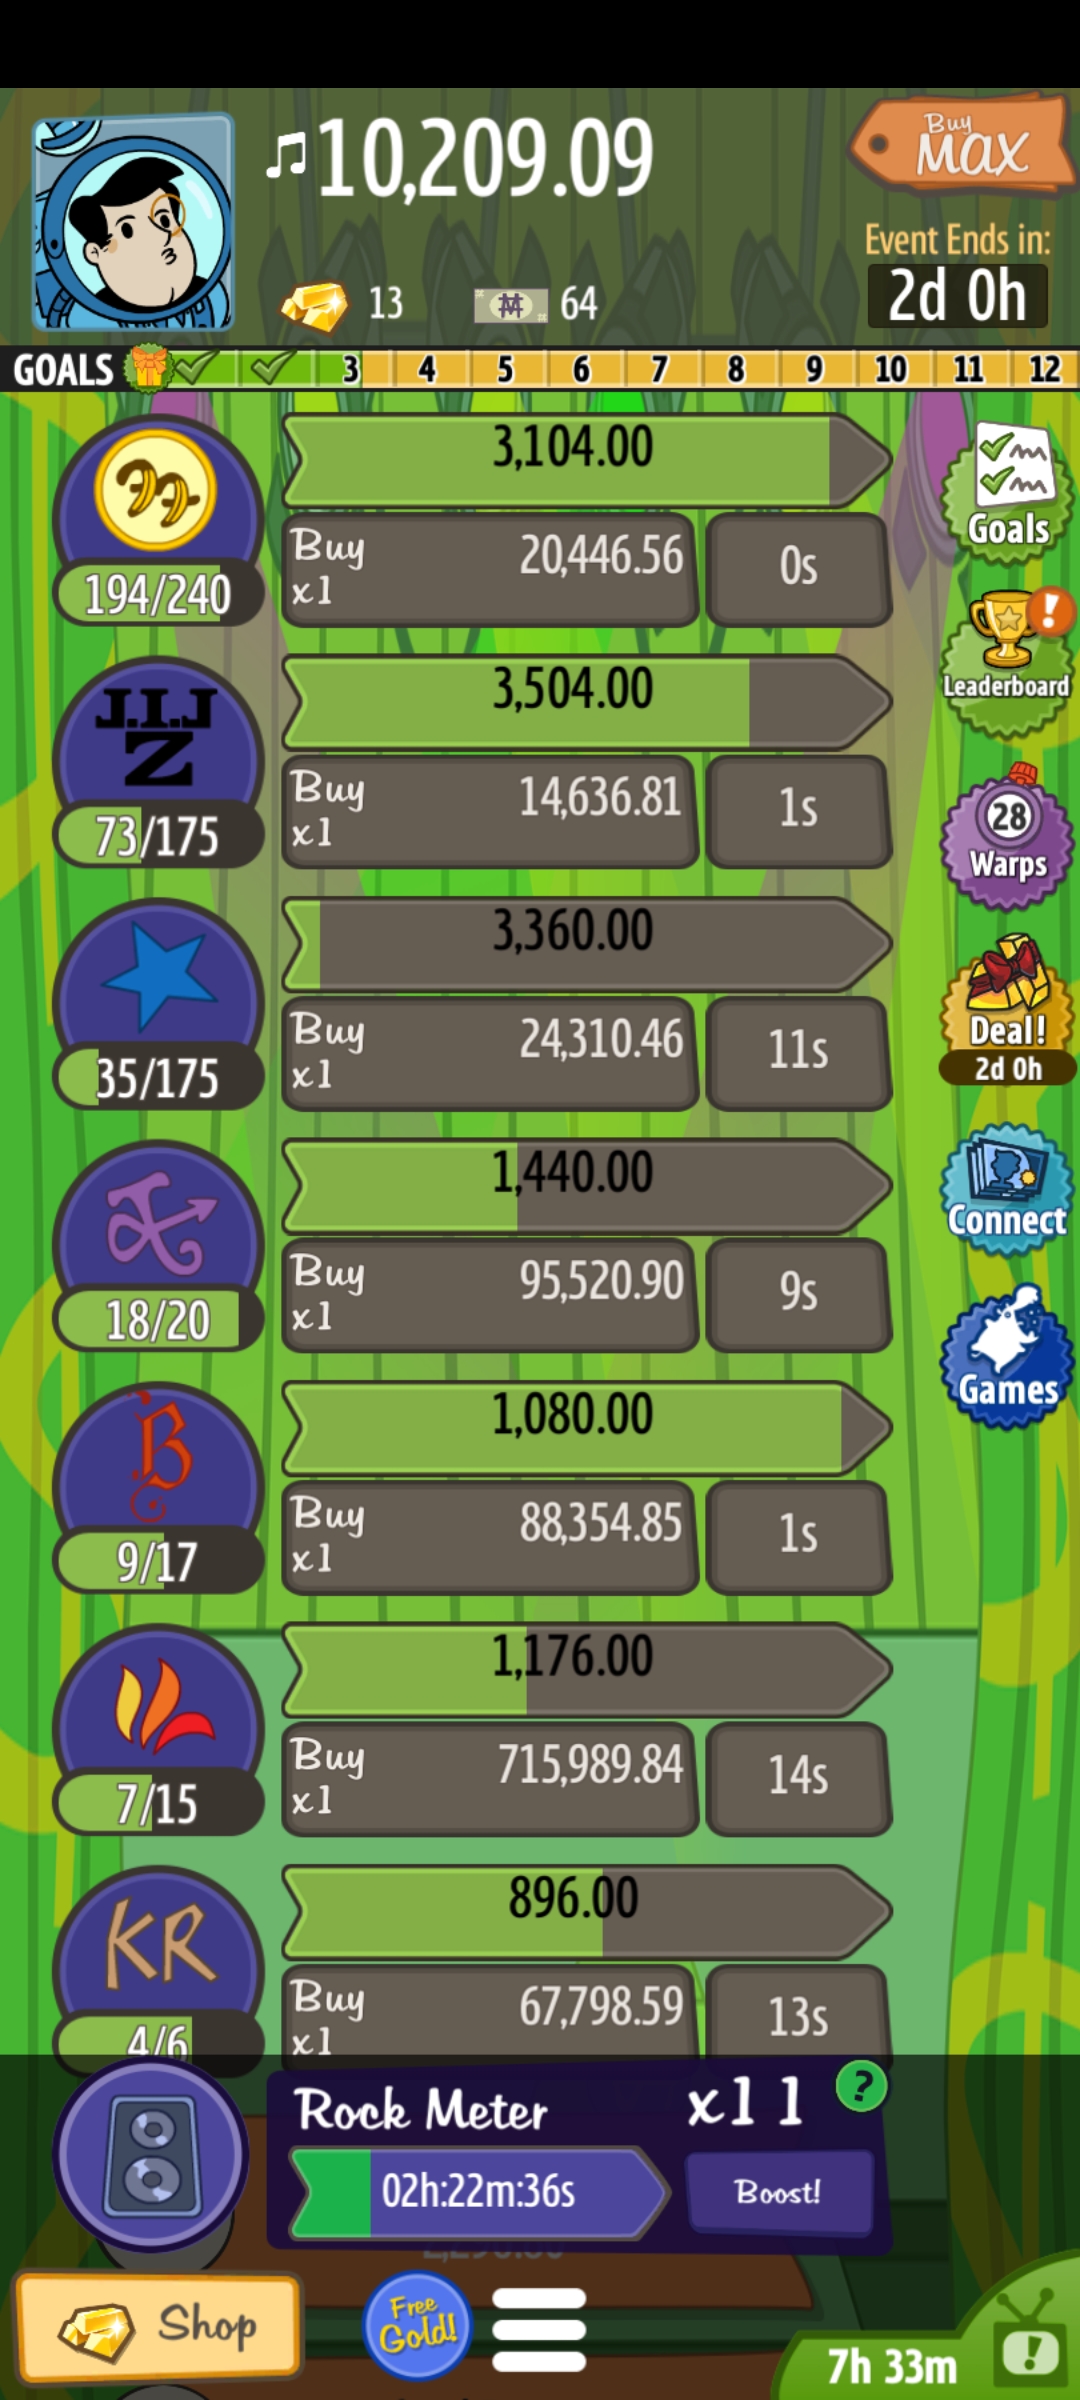 10,209.09
Buy
MAX
Event Ends in:
2d 0h
13
64
GOALS 3 4 5 6 7 8 9 10 11 12
3,104.00
Buy
x1
20,446.56
0s
194/240
Goals
Leaderboard
J.I.J
Z
3,504.00
Buy
x1
14,636.81
1s
73/175
28
Warps
3,360.00
Buy
x1
24,310.46
11s
35/175
Deal!
2d 0h
1,440.00
Buy
x1
95,520.90
9s
18/20
Connect
B
1,080.00
Buy
x1
88,354.85
1s
9/17
Games
1,176.00
Buy
x1
715,989.84
14s
7/15
KR
896.00
Buy
x1
67,798.59
13s
4/6
Rock Meter
x11
?
02h:22m:36s
Boost!
Shop
Free
Gold!
7h 33m